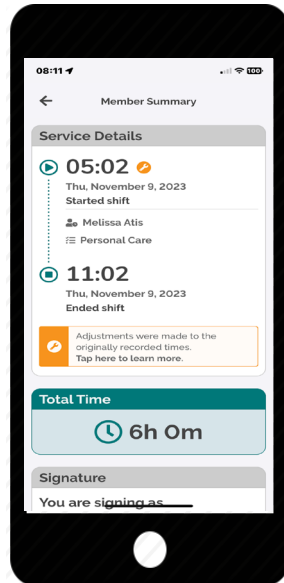 08:11
100
Member Summary
Service Details
05:02
Thu, November 9, 2023
Started shift
Melissa Atis
Personal Care
11:02
Thu, November 9, 2023
Ended shift
Adjustments were made to the
originally recorded times.
Tap here to learn more.
Total Time
6h 0m
Signature
You are signing as